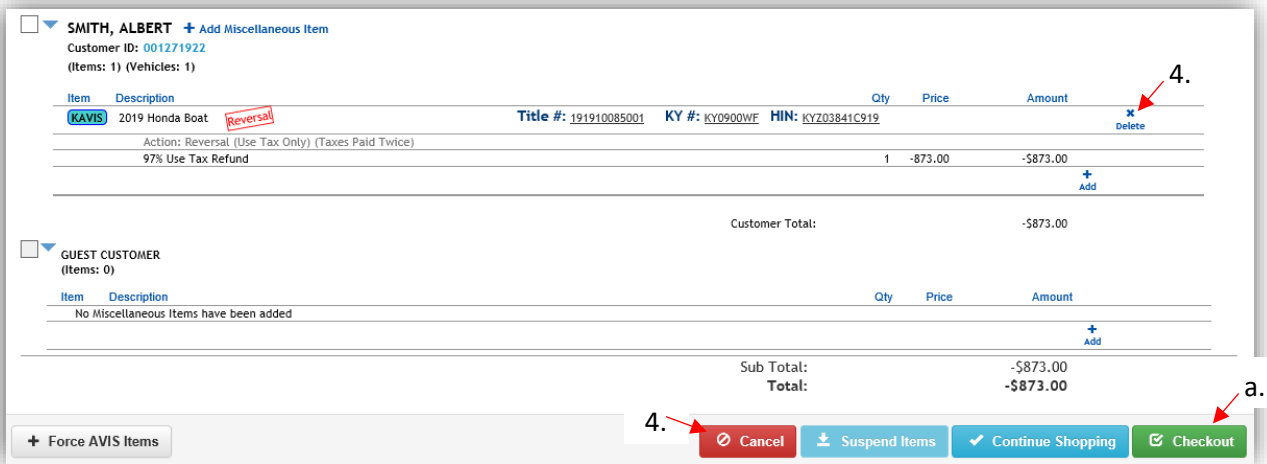 SMITH, ALBERT + Add Miscellaneous Item
Customer ID: 001271922
(Items: 1) (Vehicles: 1)
4.
Item Description Qty Price Amount
KAVIS 2019 Honda Boat Reversal Title #: 191910085001 KY #: KY0900WF HIN: KYZ03841C919
Delete
Action: Reversal (Use Tax Only) (Taxes Paid Twice)
97% Use Tax Refund 1 -873.00 -$873.00
+
Add
Customer Total: -$873.00
GUEST CUSTOMER
(Items: 0)
Item Description Qty Price Amount
No Miscellaneous Items have been added
+
Add
Sub Total: -$873.00
Total: -$873.00
a.
4.
+ Force AVIS Items Cancel Suspend Items Continue Shopping Checkout